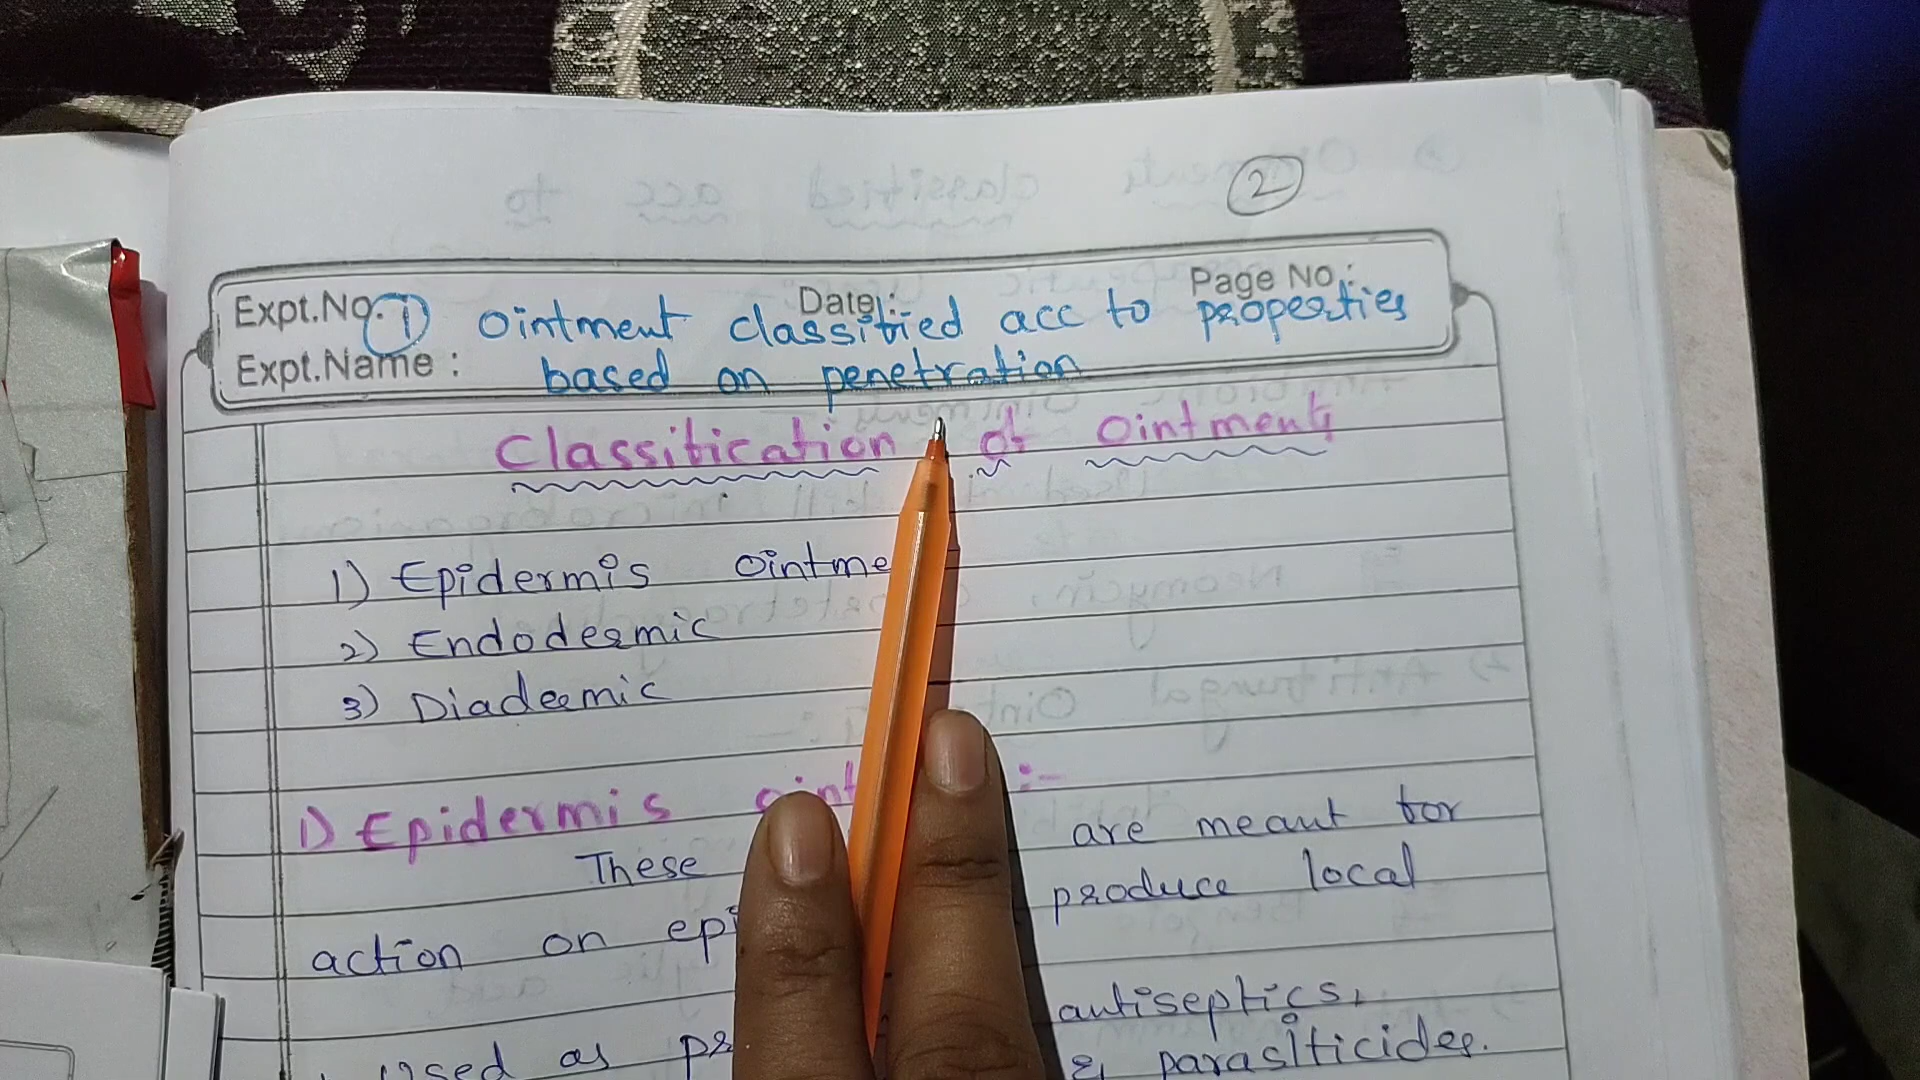 2
Expt.No. Date: Page No.:
1 Ointment classified acc to properties
Expt.Name : based on penetration
Classification of Ointments
1) Epidermis Ointme
2) Endodermic
3) Diadermic
1) Epidermis oint :-
These are meant for
action on epi produce local
antiseptics,
Used as pr & parasiticides.